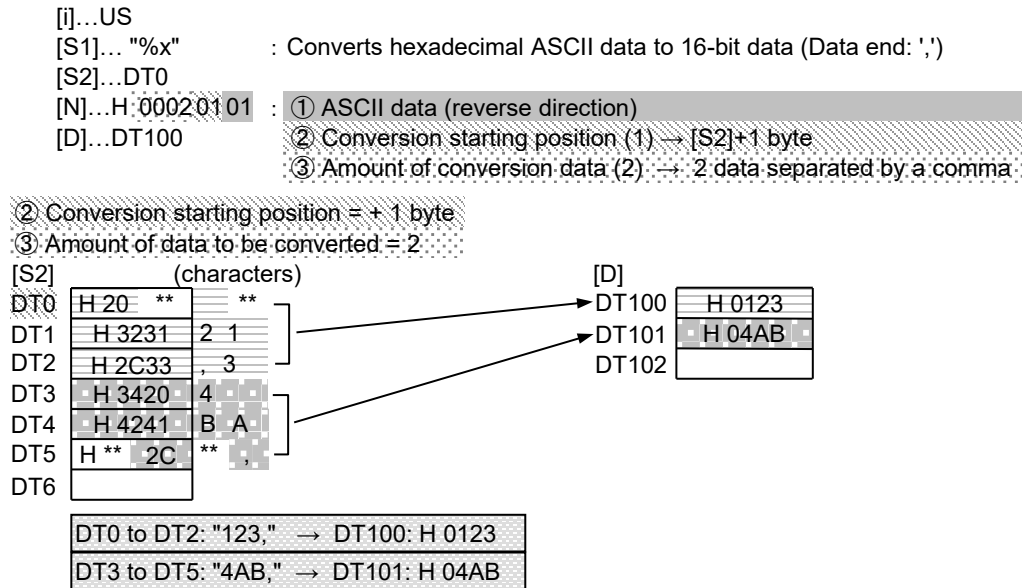 [i]…US
[S1]… "%x" : Converts hexadecimal ASCII data to 16-bit data (Data end: ',')
[S2]…DT0
[N]…H 0002 01 01 : ① ASCII data (reverse direction)
[D]…DT100 ② Conversion starting position (1) → [S2]+1 byte
③ Amount of conversion data (2) → 2 data separated by a comma
② Conversion starting position = + 1 byte
③ Amount of data to be converted = 2
[S2] (characters) [D]
DT0 H 20 ** ** DT100 H 0123
DT1 H 3231 2 1 DT101 H 04AB
DT2 H 2C33 , 3 DT102
DT3 H 3420 4
DT4 H 4241 B A
DT5 H ** 2C ** ,
DT6
DT0 to DT2: "123," → DT100: H 0123
DT3 to DT5: "4AB," → DT101: H 04AB